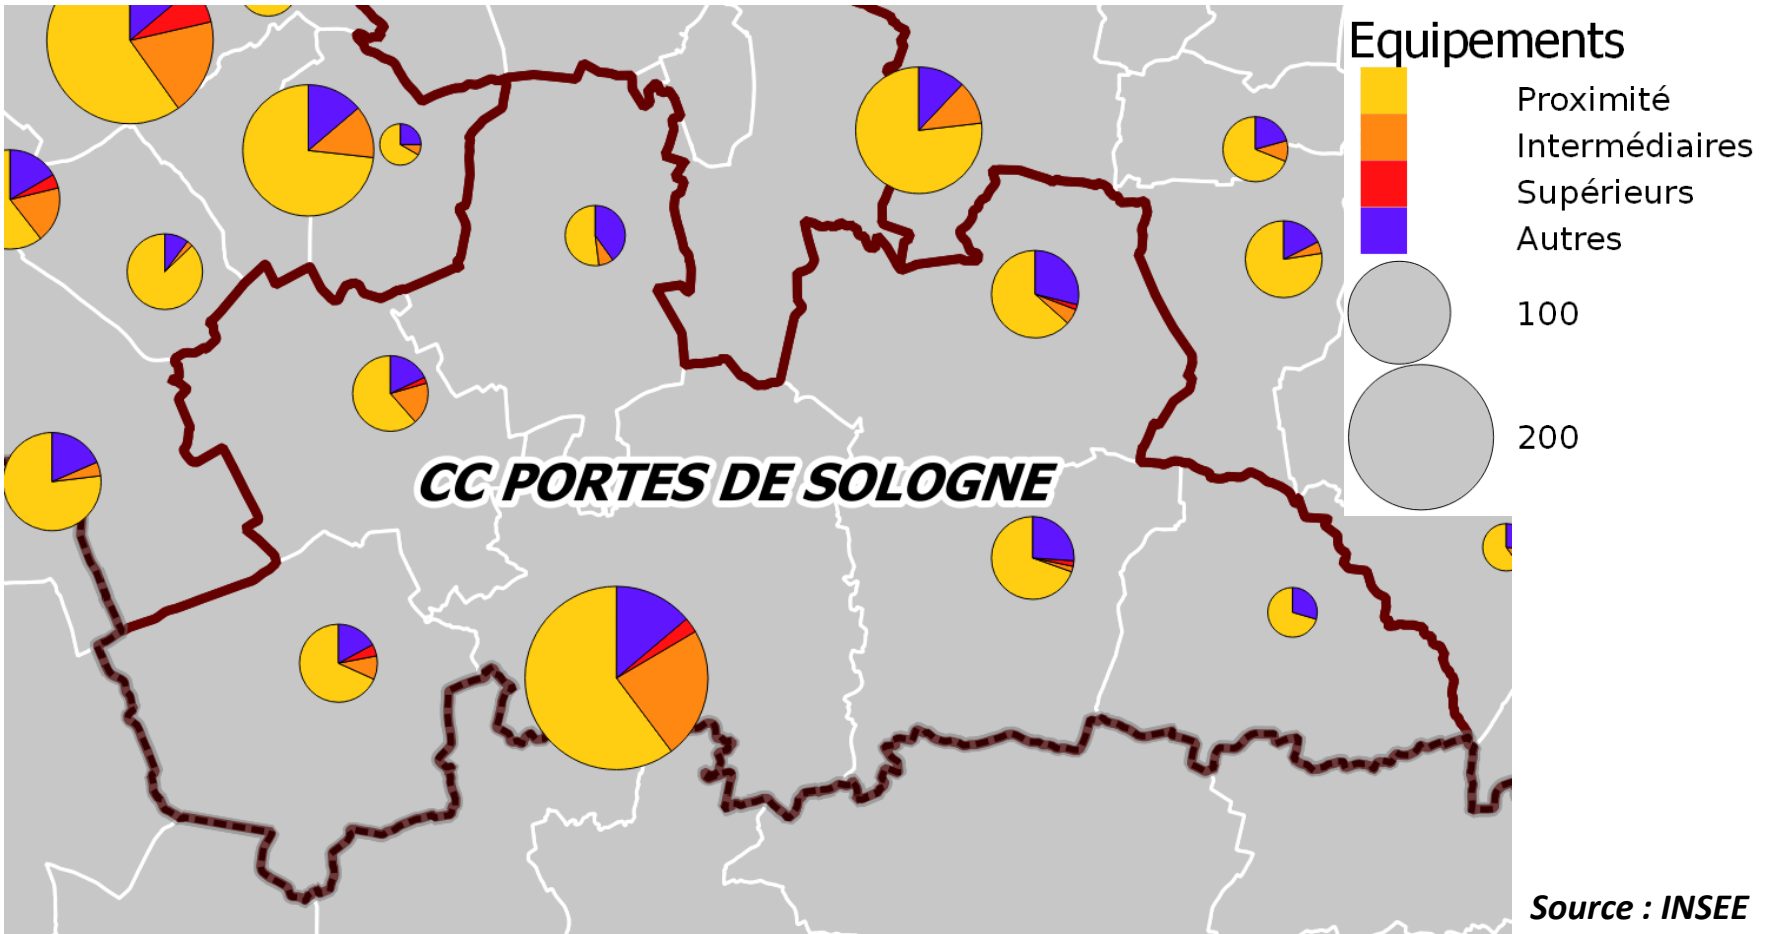 Equipements
Proximité
Intermédiaires
Supérieurs
Autres
100
200
CC PORTES DE SOLOGNE
Source : INSEE